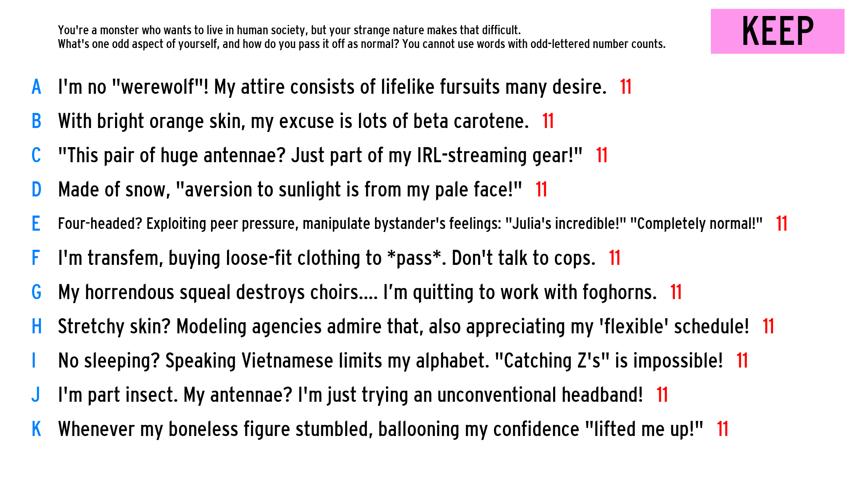 You're a monster who wants to live in human society, but your strange nature makes that difficult.
What's one odd aspect of yourself, and how do you pass it off as normal? You cannot use words with odd-lettered number counts.
KEEP
A I'm no "werewolf"! My attire consists of lifelike fursuits many desire. 11
B With bright orange skin, my excuse is lots of beta carotene. 11
C "This pair of huge antennae? Just part of my IRL-streaming gear!" 11
D Made of snow, "aversion to sunlight is from my pale face!" 11
E Four-headed? Exploiting peer pressure, manipulate bystander's feelings: "Julia's incredible!" "Completely normal!" 11
F I'm transfem, buying loose-fit clothing to *pass*. Don't talk to cops. 11
G My horrendous squeal destroys choirs.... I’m quitting to work with foghorns. 11
H Stretchy skin? Modeling agencies admire that, also appreciating my 'flexible' schedule! 11
I No sleeping? Speaking Vietnamese limits my alphabet. "Catching Z's" is impossible! 11
J I'm part insect. My antennae? I'm just trying an unconventional headband! 11
K Whenever my boneless figure stumbled, ballooning my confidence "lifted me up!" 11